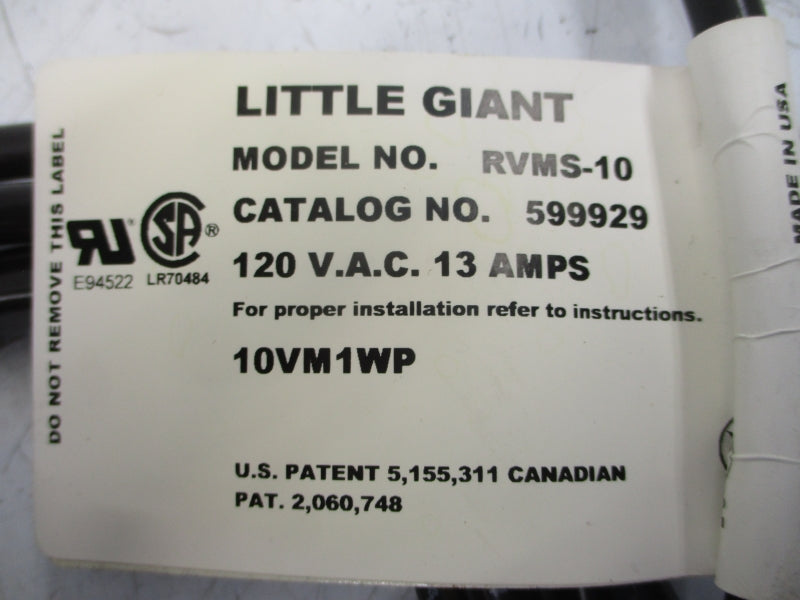 LITTLE GIANT
MODEL NO. RVMS-10
CATALOG NO. 599929
120 V.A.C. 13 AMPS
For proper installation refer to instructions.
10VM1WP
U.S. PATENT 5,155,311 CANADIAN
PAT. 2,060,748
DO NOT REMOVE THIS LABEL
RU ®
SA ®
E94522 LR70484
MADE IN USA